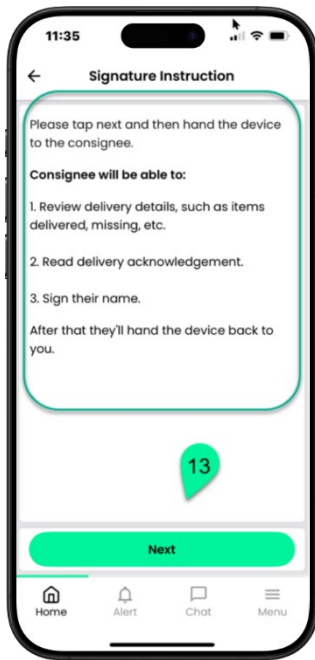 11:35
Signature Instruction
Please tap next and then hand the device
to the consignee.
Consignee will be able to:
1. Review delivery details, such as items
delivered, missing, etc.
2. Read delivery acknowledgement.
3. Sign their name.
After that they'll hand the device back to
you.
13
Next
Home Alert Chat Menu